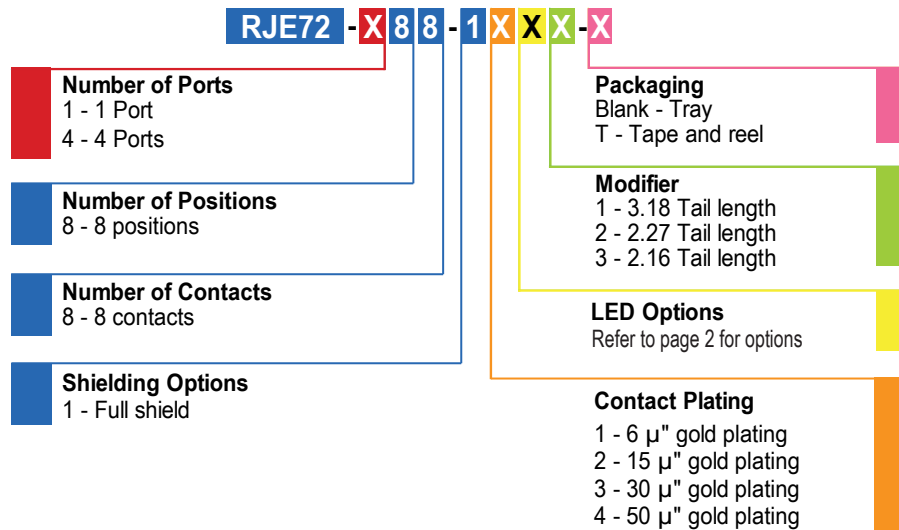 RJE72 - X 8 8 - 1 X X X - X
Number of Ports
1 - 1 Port
4 - 4 Ports
Number of Positions
8 - 8 positions
Number of Contacts
8 - 8 contacts
Shielding Options
1 - Full shield
Packaging
Blank - Tray
T - Tape and reel
Modifier
1 - 3.18 Tail length
2 - 2.27 Tail length
3 - 2.16 Tail length
LED Options
Refer to page 2 for options
Contact Plating
1 - 6 µ" gold plating
2 - 15 µ" gold plating
3 - 30 µ" gold plating
4 - 50 µ" gold plating